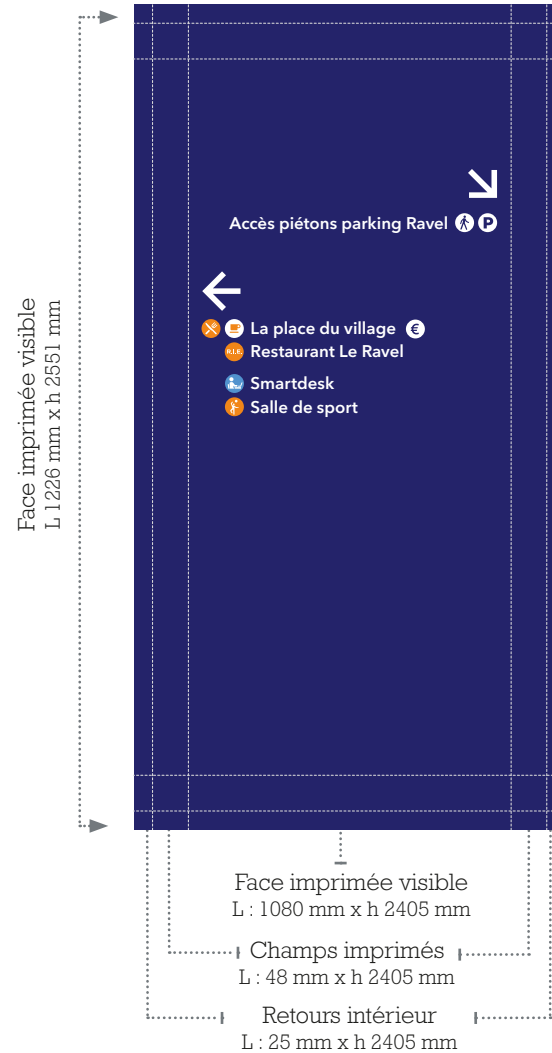 Accès piétons parking Ravel P
La place du village €
R.I.E. Restaurant Le Ravel
Smartdesk
Salle de sport
Face imprimée visible
L 1226 mm x h 2551 mm
Face imprimée visible
L : 1080 mm x h 2405 mm
Champs imprimés
L : 48 mm x h 2405 mm
Retours intérieur
L : 25 mm x h 2405 mm